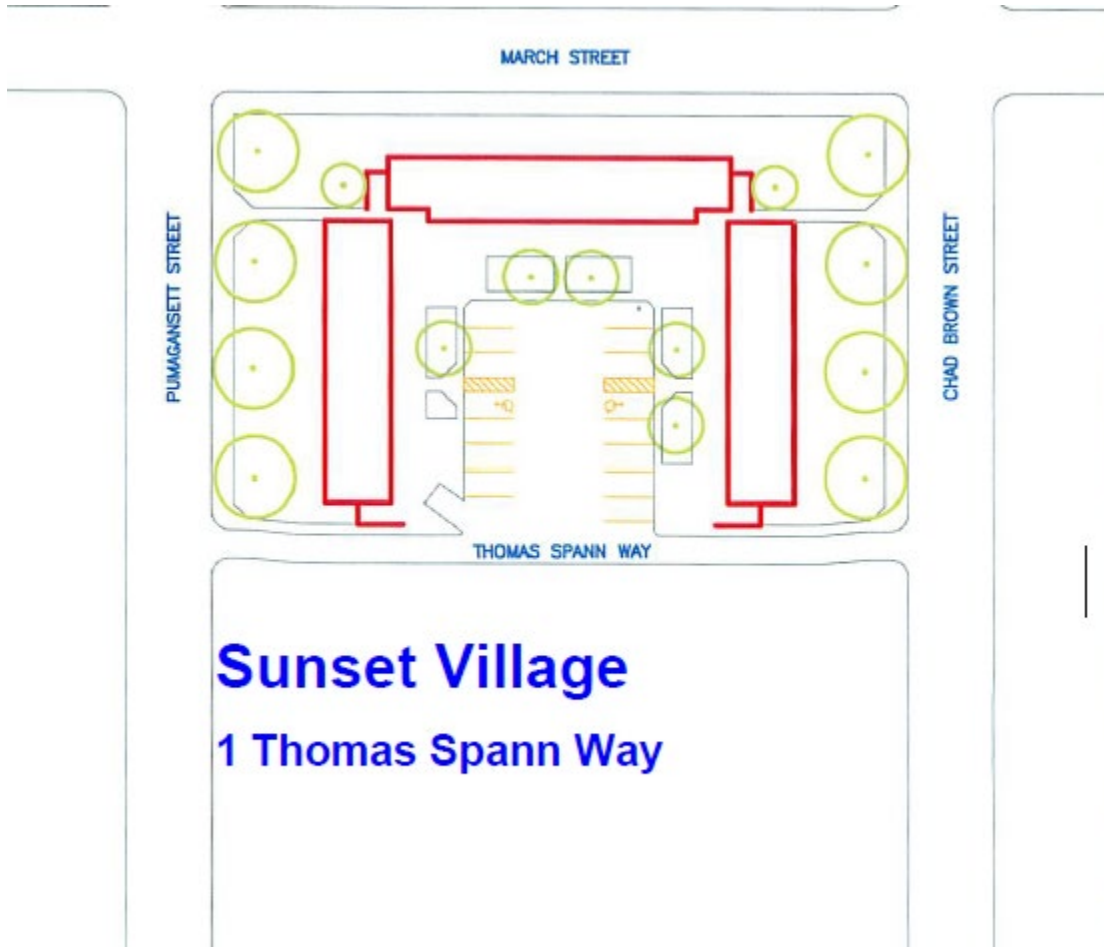 MARCH STREET
PUMAGANSETT STREET
CHAD BROWN STREET
THOMAS SPANN WAY
Sunset Village
1 Thomas Spann Way